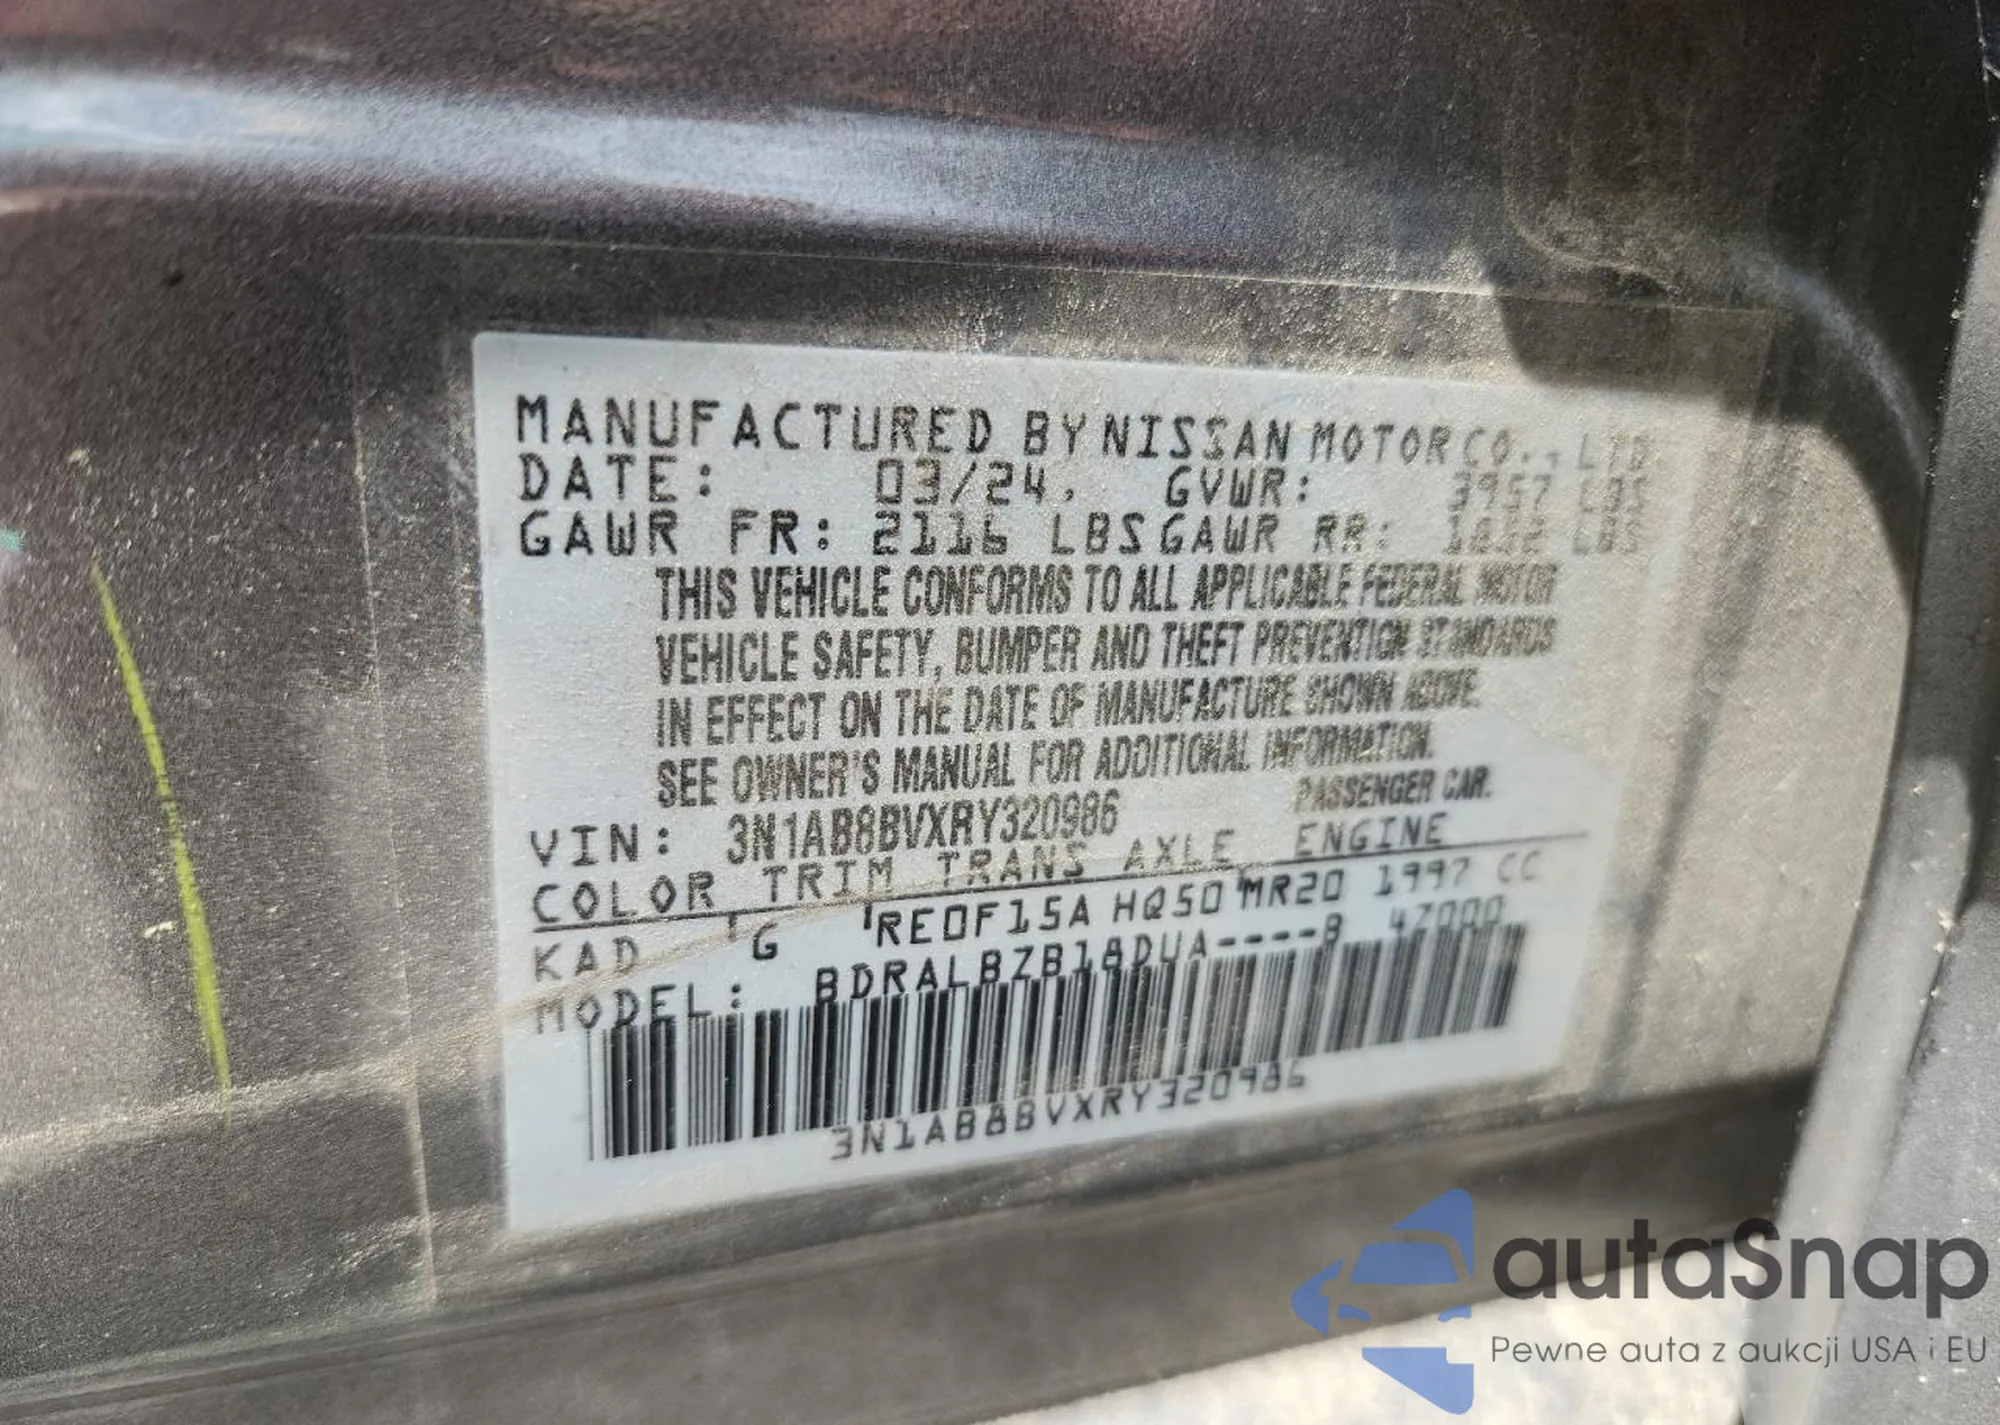 MANUFACTURED BY NISSAN MOTOR CO., LTD
DATE: 03/24. GVWR: 3957 LBS
GAWR FR: 2116 LBS GAWR RR: LBS
THIS VEHICLE CONFORMS TO ALL APPLICABLE FEDERAL MOTOR
VEHICLE SAFETY, BUMPER AND THEFT PREVENTION STANDARDS
IN EFFECT ON THE DATE OF MANUFACTURE SHOWN ABOVE.
SEE OWNER'S MANUAL FOR ADDITIONAL INFORMATION.
VIN: 3N1AB8BVXRY320986 PASSENGER CAR.
COLOR TRIM TRANS AXLE ENGINE
KAD G RE0F15A HQ50 MR20 1997 CC
MODEL: BDRALBZB18DUA----B 4Z000
3N1AB8BVXRY320986
autaSnap
Pewne auta z aukcji USA i EU